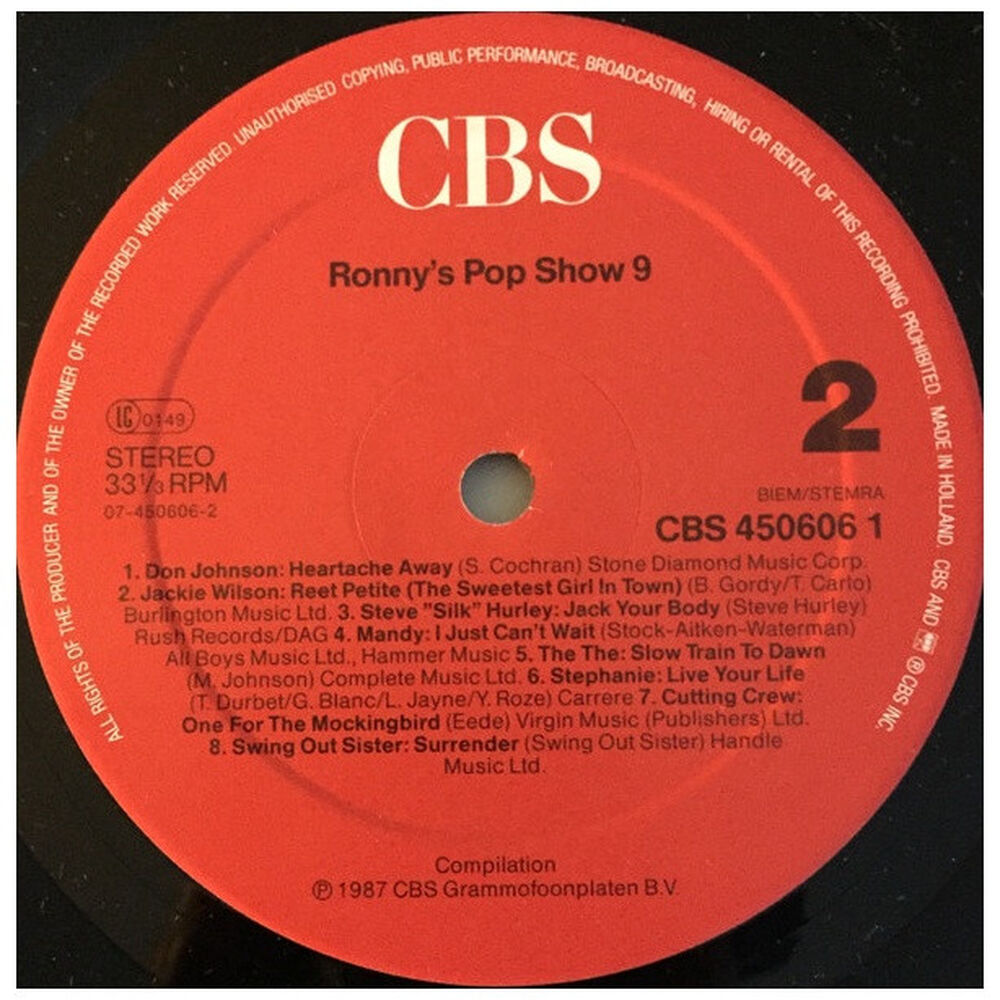 ALL RIGHTS OF THE PRODUCER AND OF THE OWNER OF THE RECORDED WORK RESERVED. UNAUTHORISED COPYING, PUBLIC PERFORMANCE, BROADCASTING, HIRING OR RENTAL OF THIS RECORDING PROHIBITED. MADE IN HOLLAND. CBS AND ℗ CBS INC.
CBS
Ronny's Pop Show 9
2
LC 0149
STEREO
33 1/3 RPM
07-450606-2
BIEM/STEMRA
CBS 450606 1
1. Don Johnson: Heartache Away (S. Cochran) Stone Diamond Music Corp.
2. Jackie Wilson: Reet Petite (The Sweetest Girl In Town) (B. Gordy/T. Carlo)
Burlington Music Ltd. 3. Steve "Silk" Hurley: Jack Your Body (Steve Hurley)
Rush Records/DAG 4. Mandy: I Just Can't Wait (Stock-Aitken-Waterman)
All Boys Music Ltd., Hammer Music 5. The The: Slow Train To Dawn
(M. Johnson) Complete Music Ltd. 6. Stephanie: Live Your Life
(T. Durbet/G. Blanc/L. Jayne/Y. Roze) Carrere 7. Cutting Crew:
One For The Mockingbird (Eede) Virgin Music (Publishers) Ltd.
8. Swing Out Sister: Surrender (Swing Out Sister) Handle
Music Ltd.
Compilation
℗ 1987 CBS Grammofoonplaten B.V.